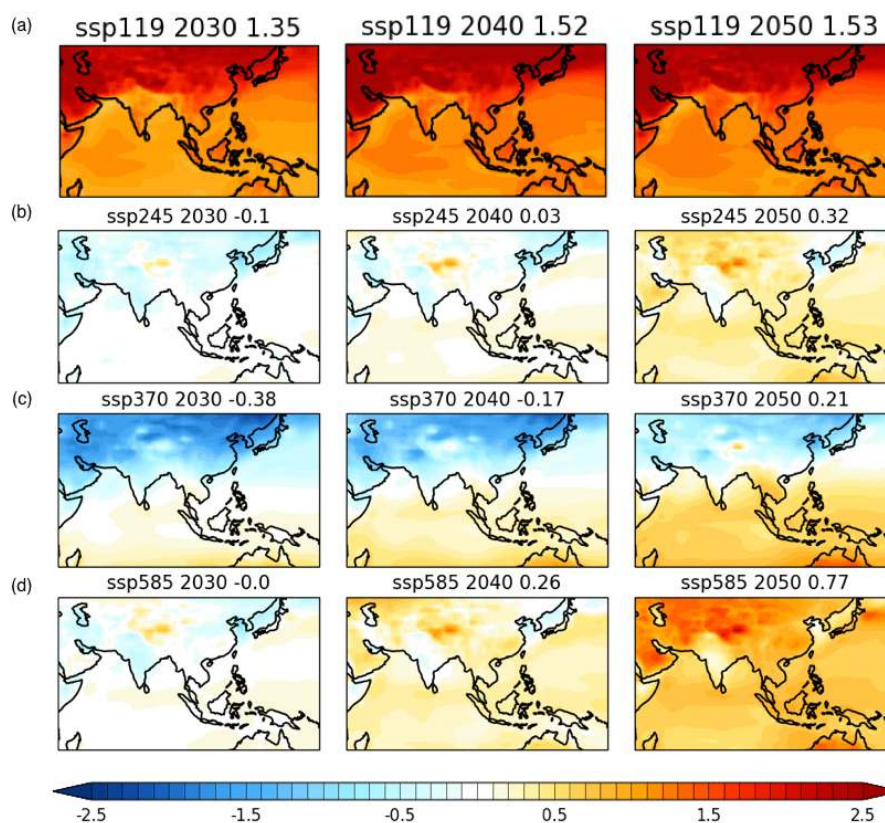 (a)
ssp119 2030 1.35 ssp119 2040 1.52 ssp119 2050 1.53
(b)
ssp245 2030 -0.1 ssp245 2040 0.03 ssp245 2050 0.32
(c)
ssp370 2030 -0.38 ssp370 2040 -0.17 ssp370 2050 0.21
(d)
ssp585 2030 -0.0 ssp585 2040 0.26 ssp585 2050 0.77
-2.5 -1.5 -0.5 0.5 1.5 2.5